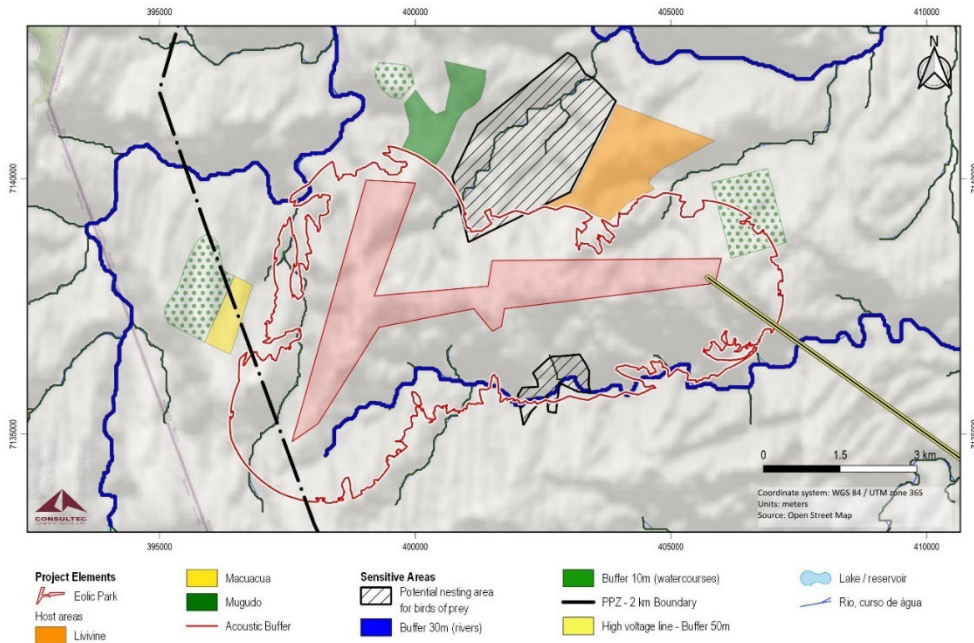 395000 400000 405000 410000
N
7140000
7140000
7135000
7135000
0 1.5 3 km
Coordinate system: WGS 84 / UTM zone 36S
Units: meters
Source: Open Street Map
CONSULTEC
395000 400000 405000 410000
Project Elements
Eolic Park
Host areas
Livivine
Macuacua
Mugudo
Acoustic Buffer
Sensitive Areas
Potential nesting area
for birds of prey
Buffer 30m (rivers)
Buffer 10m (watercourses)
PPZ - 2 km Boundary
High voltage line - Buffer 50m
Lake / reservoir
Rio, curso de água